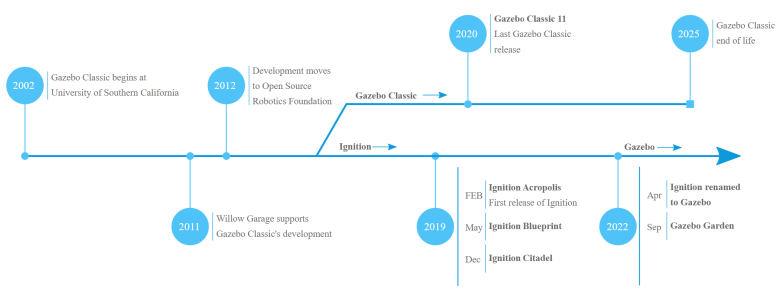 2002
Gazebo Classic begins at
University of Southern California
2012
Development moves
to Open Source
Robotics Foundation
2020
Gazebo Classic 11
Last Gazebo Classic
release
2025
Gazebo Classic
end of life
Gazebo Classic
Ignition
Gazebo
2011
Willow Garage supports
Gazebo Classic's development
2019
FEB
Ignition Acropolis
First release of Ignition
May
Ignition Blueprint
Dec
Ignition Citadel
2022
Apr
Ignition renamed
to Gazebo
Sep
Gazebo Garden